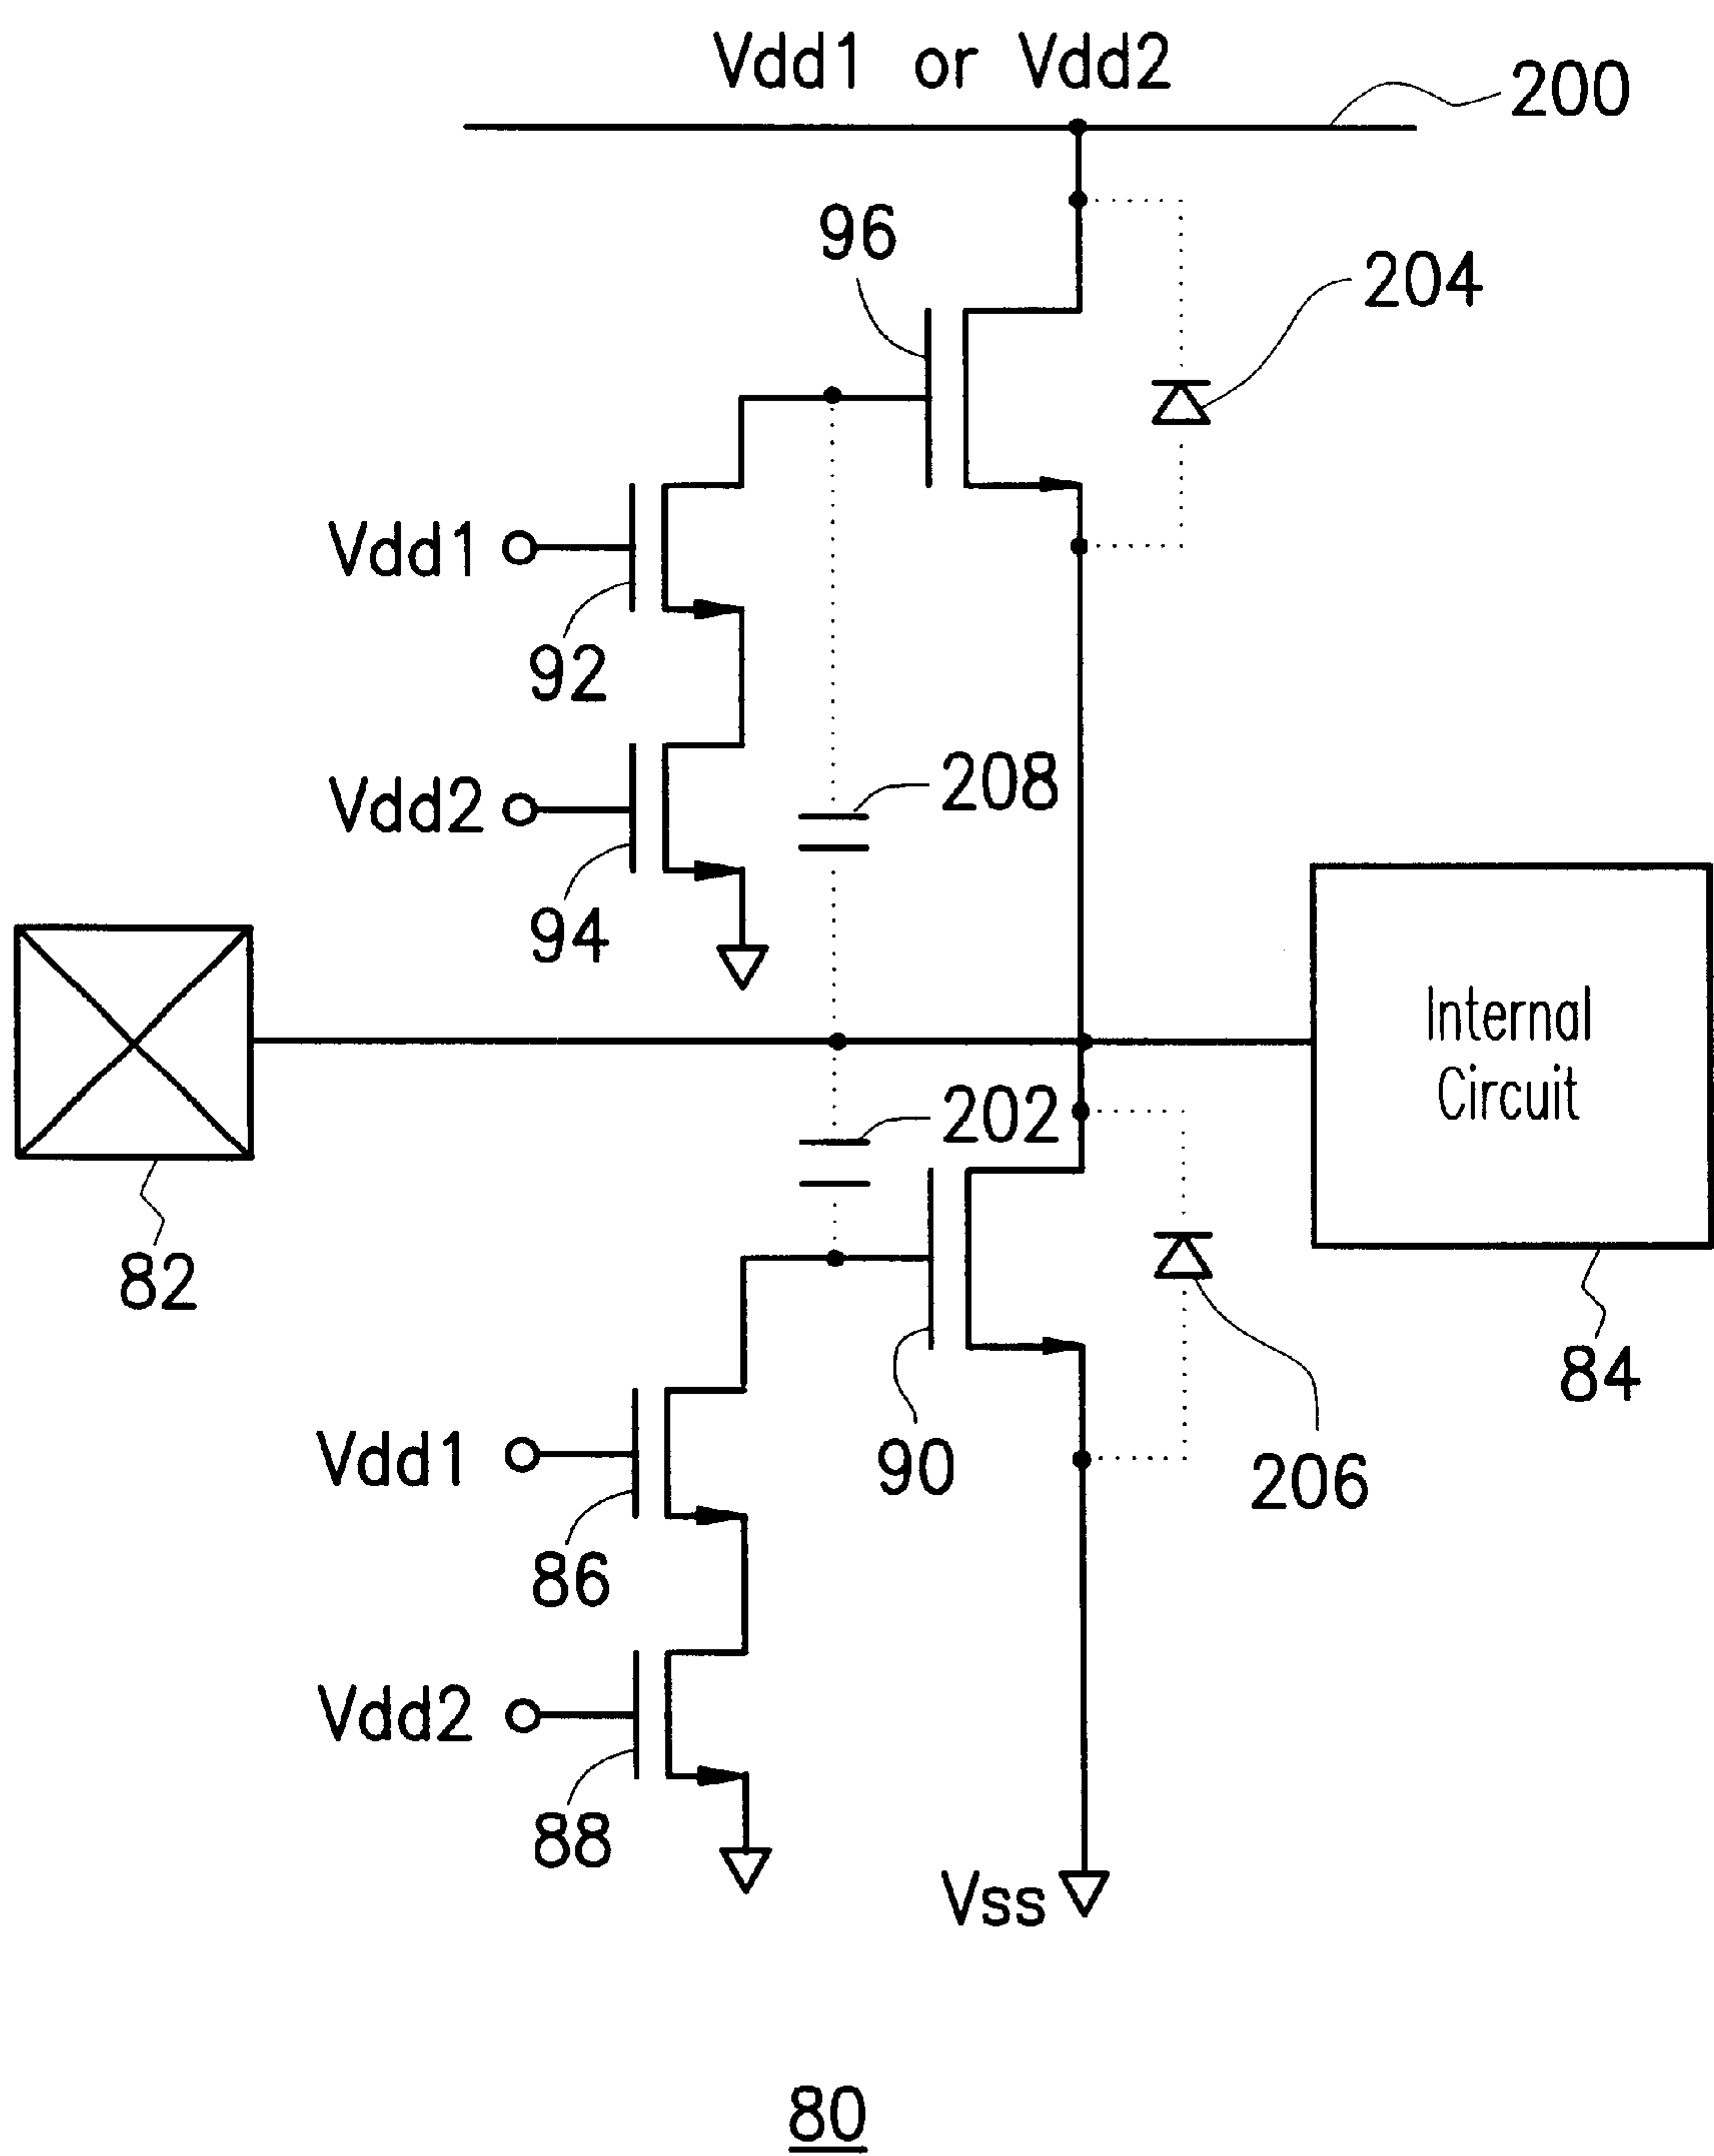 Vdd1 or Vdd2
200
96
204
Vdd1
92
Vdd2
208
94
Internal
Circuit
202
82
84
Vdd1
90
206
86
Vdd2
88
Vss
80